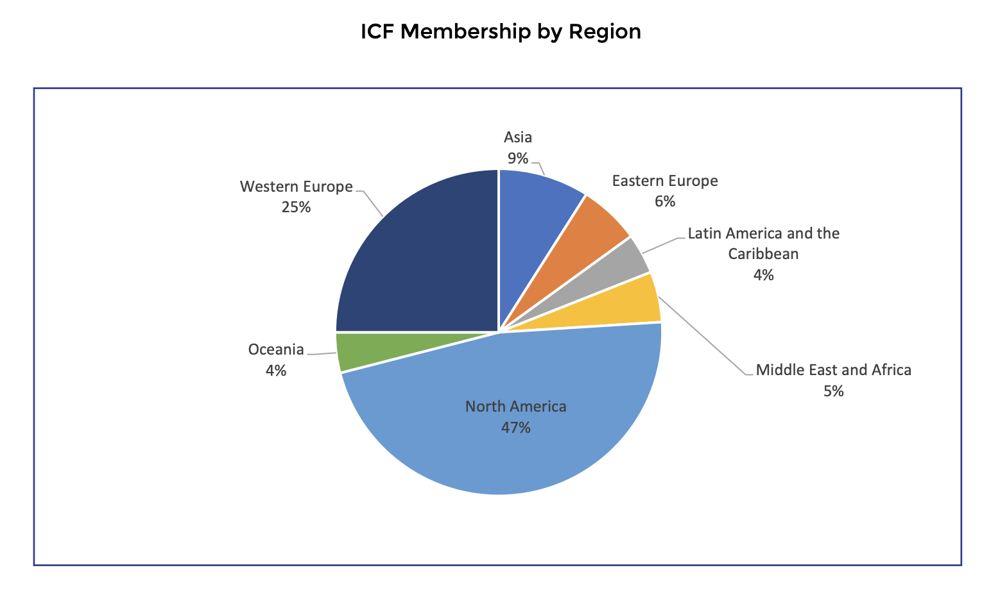 ICF Membership by Region
Asia
9%
Eastern Europe
6%
Western Europe
25%
Latin America and the
Caribbean
4%
Oceania
4%
Middle East and Africa
5%
North America
47%